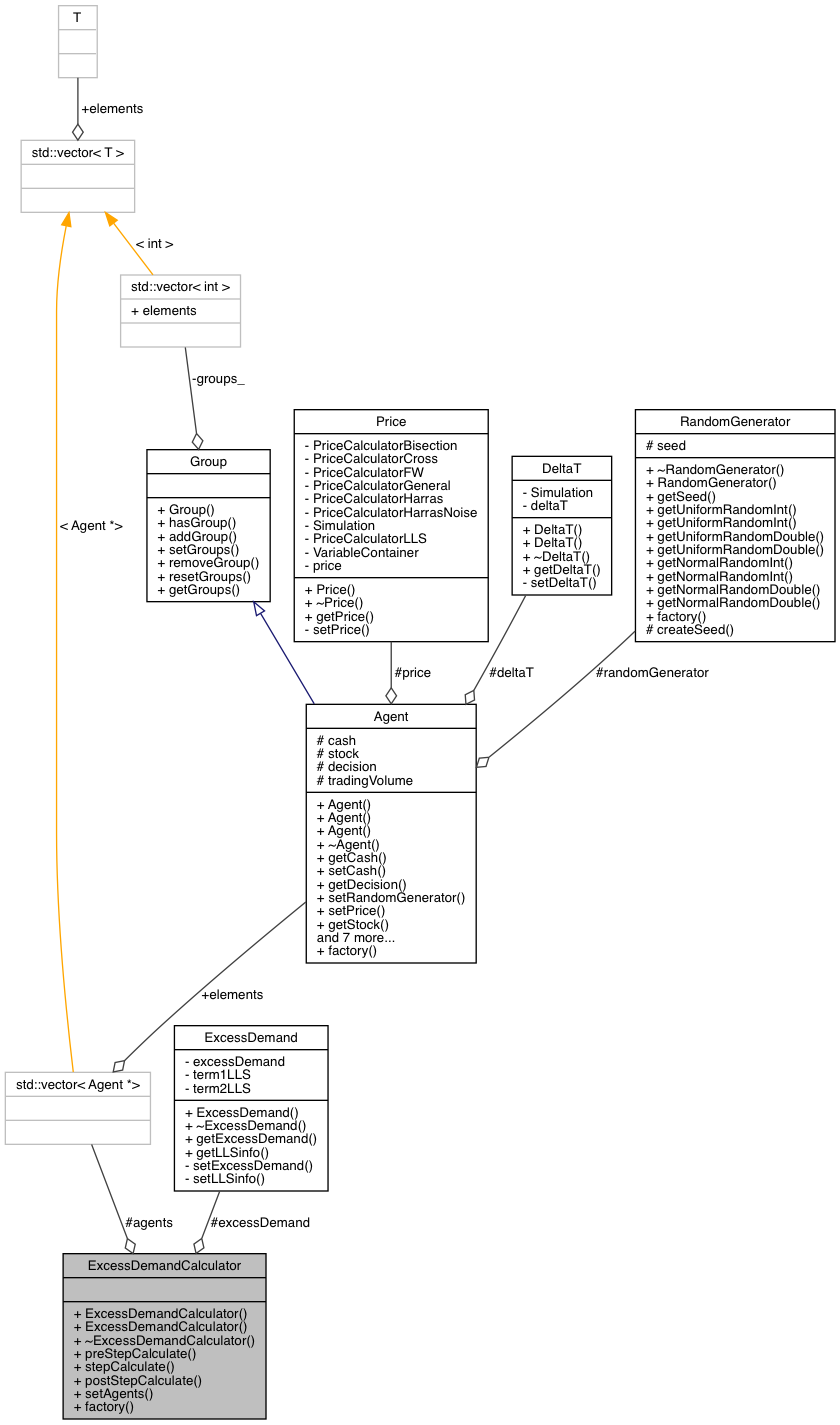 T
+elements
std::vector< T >
< int >
std::vector< int >
+ elements
-groups_
Group
+ Group()
+ hasGroup()
+ addGroup()
+ setGroups()
+ removeGroup()
+ resetGroups()
+ getGroups()
Price
- PriceCalculatorBisection
- PriceCalculatorCross
- PriceCalculatorFW
- PriceCalculatorGeneral
- PriceCalculatorHarras
- PriceCalculatorHarrasNoise
- Simulation
- PriceCalculatorLLS
- VariableContainer
- price
+ Price()
+ ~Price()
+ getPrice()
- setPrice()
DeltaT
- Simulation
- deltaT
+ DeltaT()
+ DeltaT()
+ ~DeltaT()
+ getDeltaT()
- setDeltaT()
RandomGenerator
# seed
+ ~RandomGenerator()
+ RandomGenerator()
+ getSeed()
+ getUniformRandomInt()
+ getUniformRandomInt()
+ getUniformRandomDouble()
+ getUniformRandomDouble()
+ getNormalRandomInt()
+ getNormalRandomInt()
+ getNormalRandomDouble()
+ getNormalRandomDouble()
+ factory()
# createSeed()
< Agent *>
#price
#deltaT
#randomGenerator
Agent
# cash
# stock
# decision
# tradingVolume
+ Agent()
+ Agent()
+ Agent()
+ ~Agent()
+ getCash()
+ setCash()
+ getDecision()
+ setRandomGenerator()
+ setPrice()
+ getStock()
and 7 more...
+ factory()
+elements
std::vector< Agent *>
ExcessDemand
- excessDemand
- term1LLS
- term2LLS
+ ExcessDemand()
+ ~ExcessDemand()
+ getExcessDemand()
+ getLLSinfo()
- setExcessDemand()
- setLLSinfo()
#agents
#excessDemand
ExcessDemandCalculator
+ ExcessDemandCalculator()
+ ExcessDemandCalculator()
+ ~ExcessDemandCalculator()
+ preStepCalculate()
+ stepCalculate()
+ postStepCalculate()
+ setAgents()
+ factory()